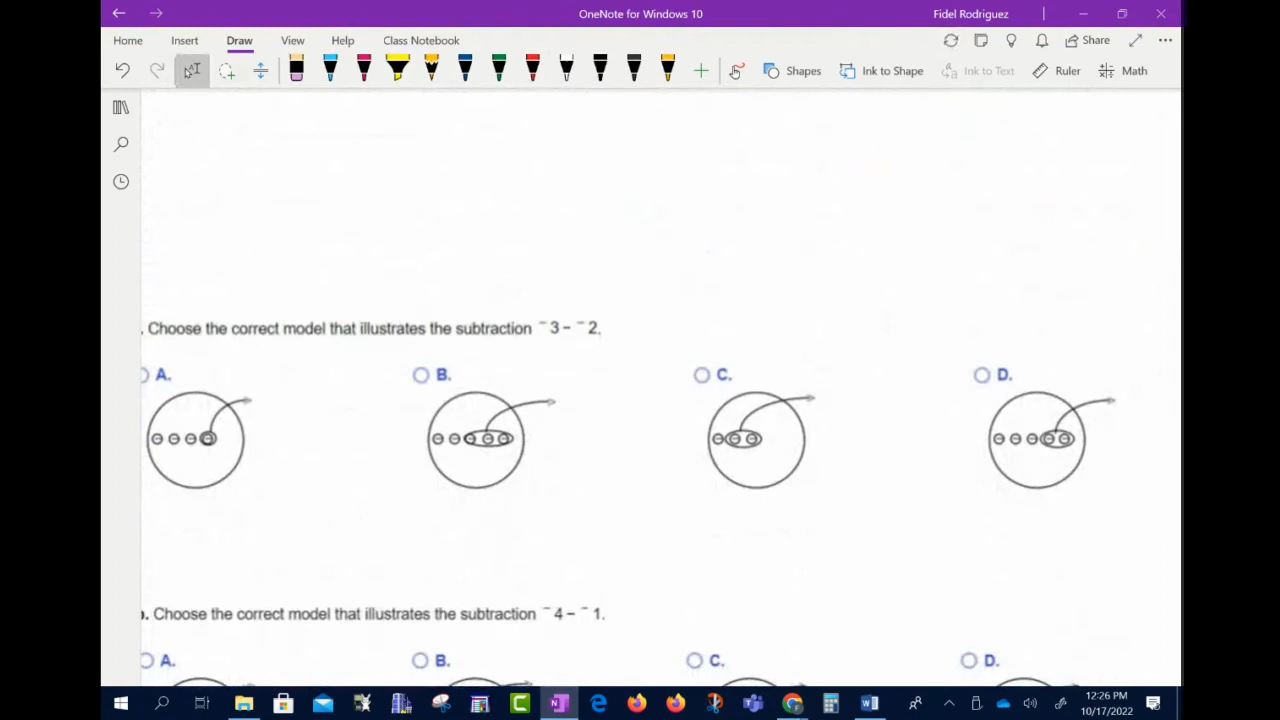 OneNote for Windows 10
Fidel Rodriguez
Home Insert Draw View Help Class Notebook
Share
Shapes Ink to Shape Ink to Text Ruler Math
. Choose the correct model that illustrates the subtraction ⁻3 − ⁻2.
A. B. C. D.
. Choose the correct model that illustrates the subtraction ⁻4 − ⁻1.
A. B. C. D.
12:26 PM
10/17/2022